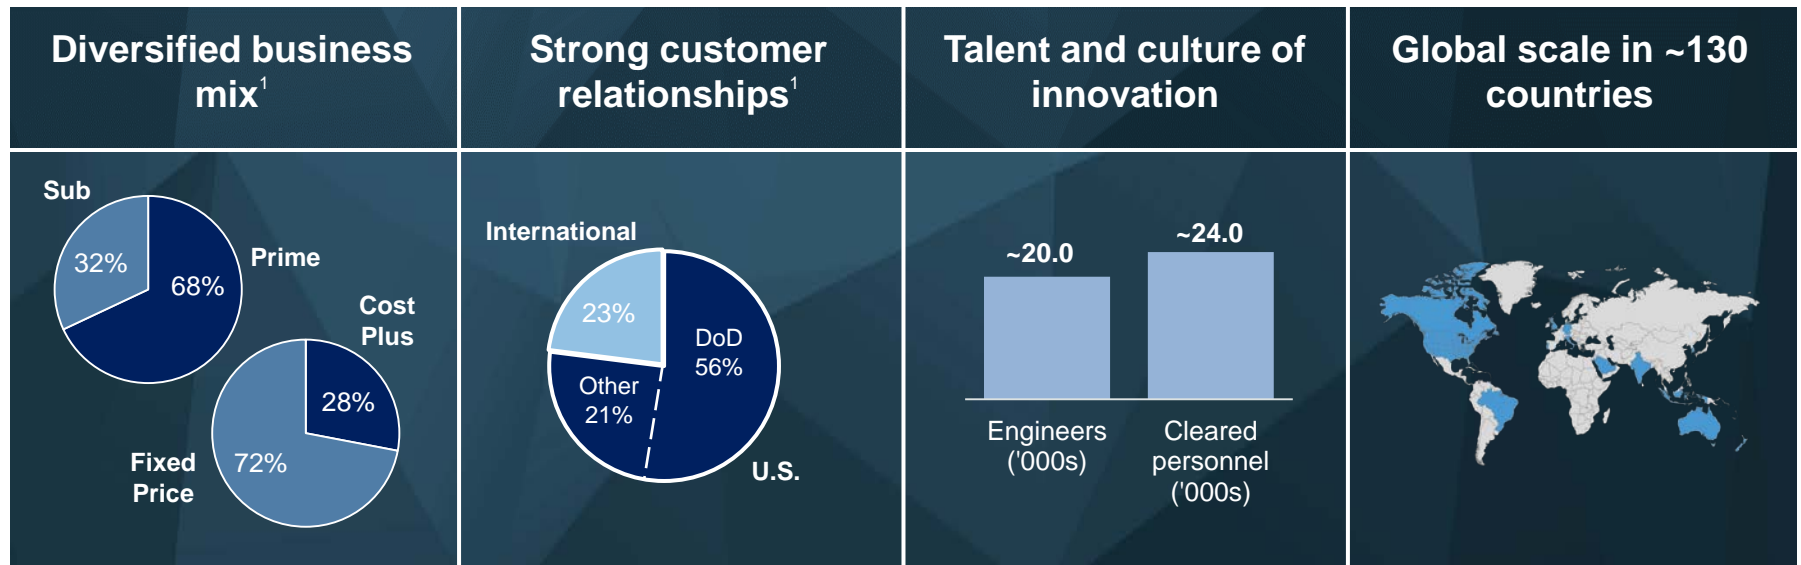 Diversified business
mix1
Strong customer
relationships1
Talent and culture of
innovation
Global scale in ~130
countries
Sub
32%
68%
Prime
Cost
Plus
28%
72%
Fixed
Price
International
23%
DoD
56%
Other
21%
U.S.
~20.0
~24.0
Engineers
('000s)
Cleared
personnel
('000s)